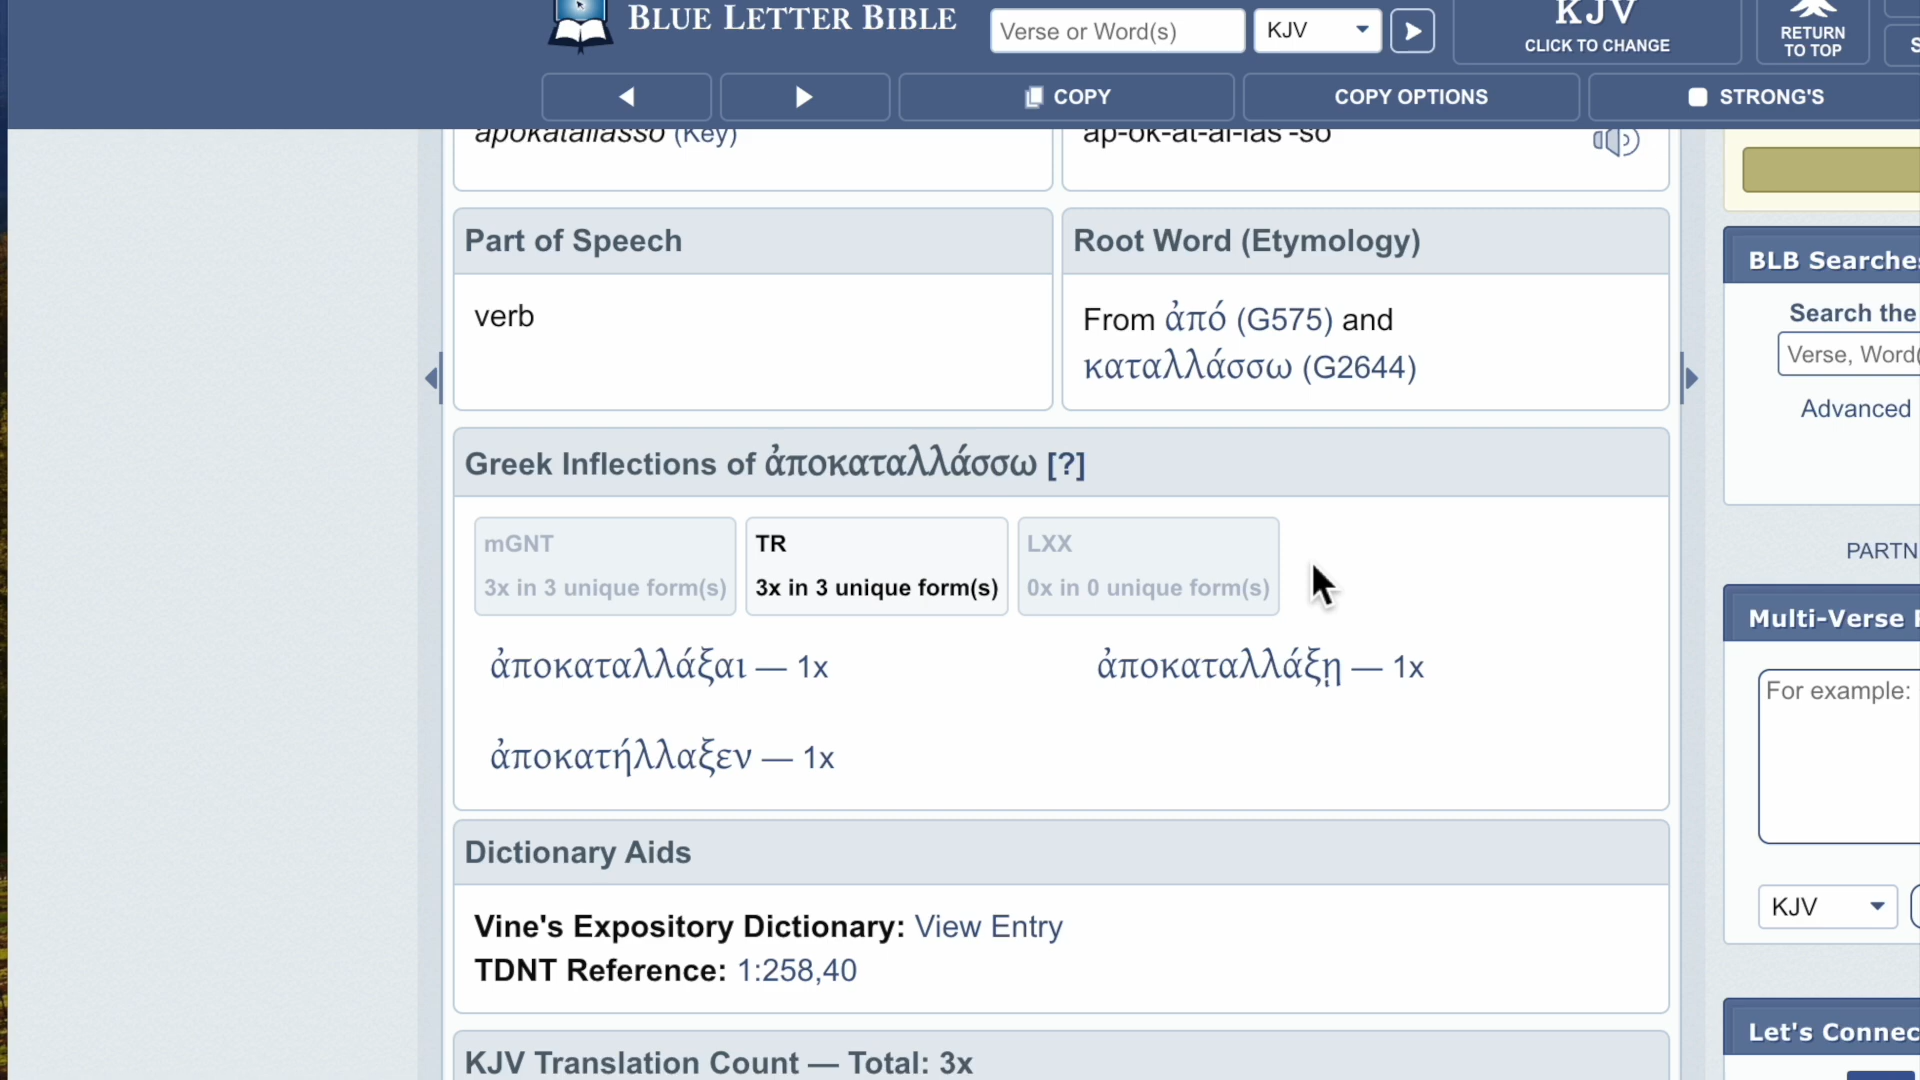 BLUE LETTER BIBLE
Verse or Word(s)
KJV
KJV
CLICK TO CHANGE
RETURN
TO TOP
COPY
COPY OPTIONS
STRONG'S
apokatallassō (Key)
ap-ok-at-al-las'-so
Part of Speech
Root Word (Etymology)
verb
From ἀπό (G575) and
καταλλάσσω (G2644)
Greek Inflections of ἀποκαταλλάσσω [?]
mGNT
3x in 3 unique form(s)
TR
3x in 3 unique form(s)
LXX
0x in 0 unique form(s)
ἀποκαταλλάξαι — 1x
ἀποκαταλλάξῃ — 1x
ἀποκατήλλαξεν — 1x
Dictionary Aids
Vine's Expository Dictionary: View Entry
TDNT Reference: 1:258,40
KJV Translation Count — Total: 3x
BLB Searche
Search the
Verse, Word(
Advanced
PARTN
Multi-Verse
For example:
KJV
Let's Connec